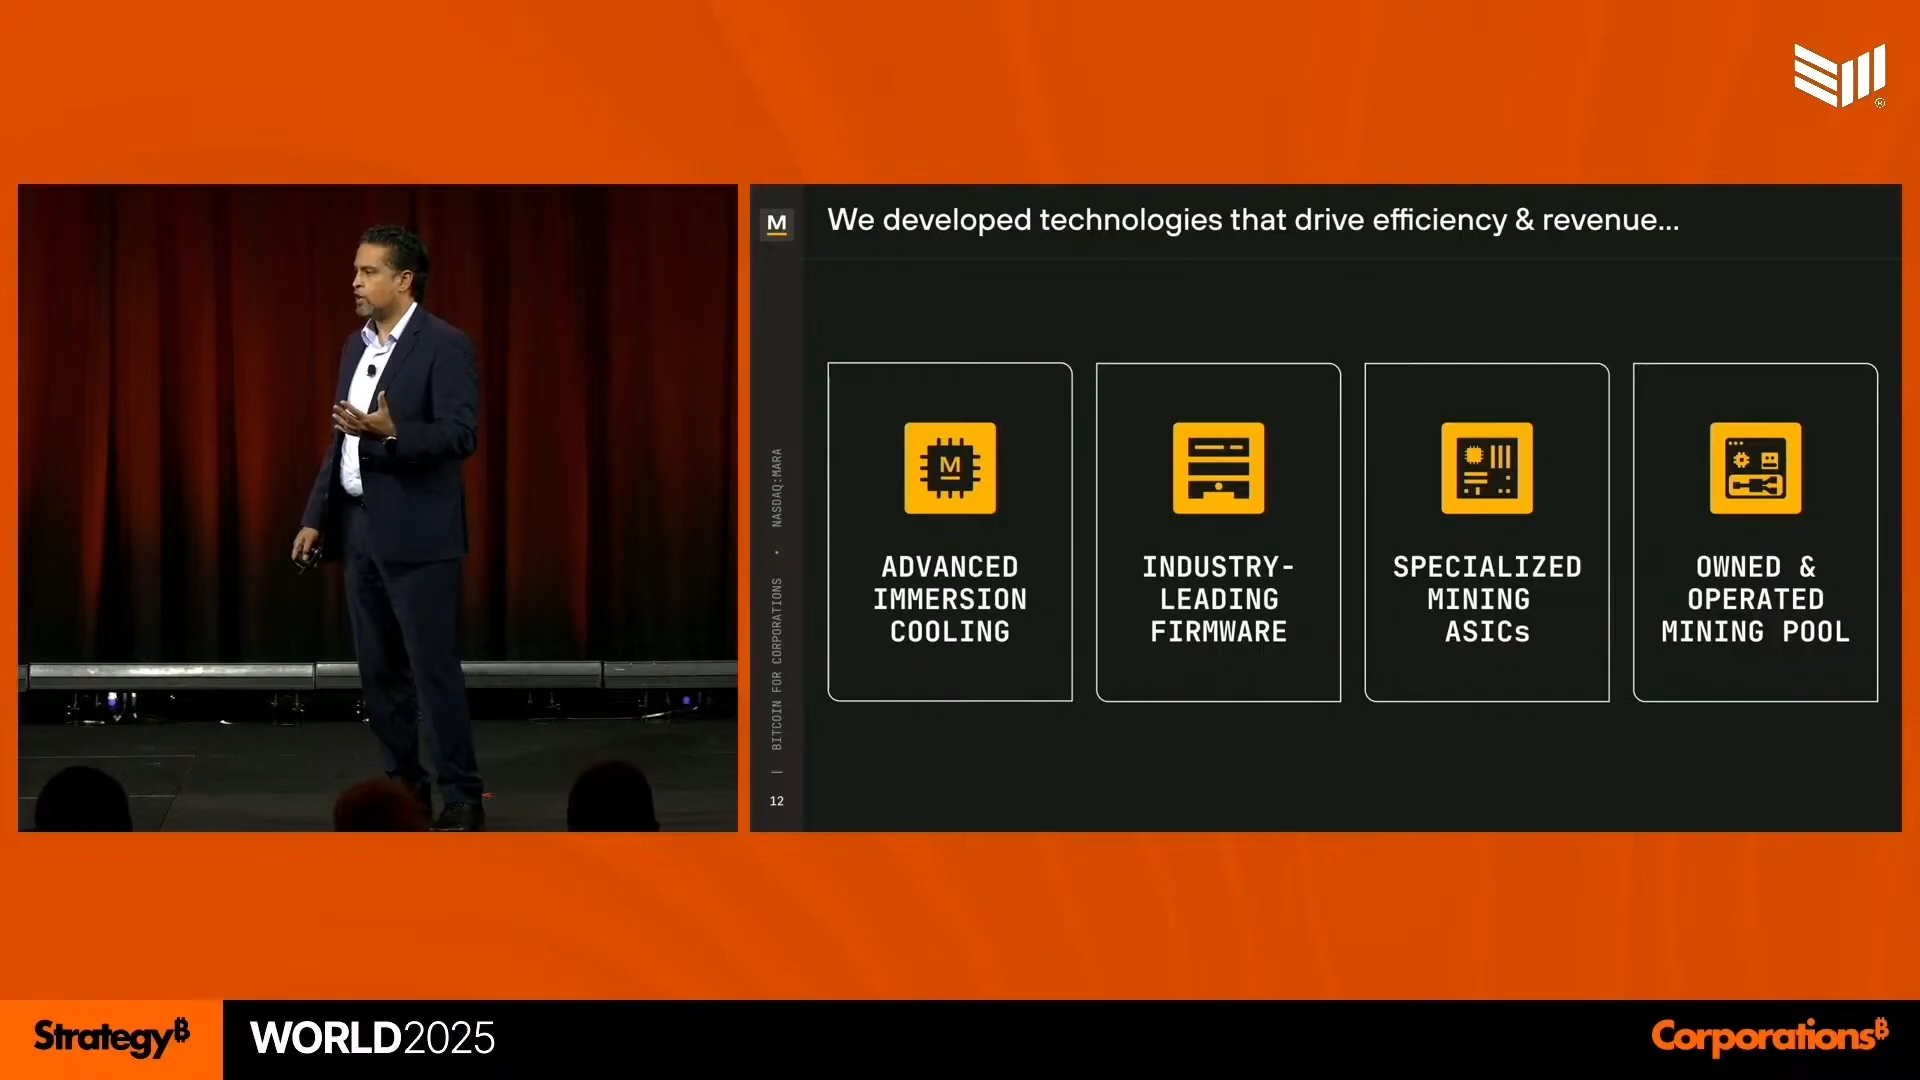 M
We developed technologies that drive efficiency & revenue...
M
ADVANCED
IMMERSION
COOLING
INDUSTRY-
LEADING
FIRMWARE
SPECIALIZED
MINING
ASICs
OWNED &
OPERATED
MINING POOL
12 | BITCOIN FOR CORPORATIONS • NASDAQ:MARA
Strategy₿
WORLD2025
Corporations₿